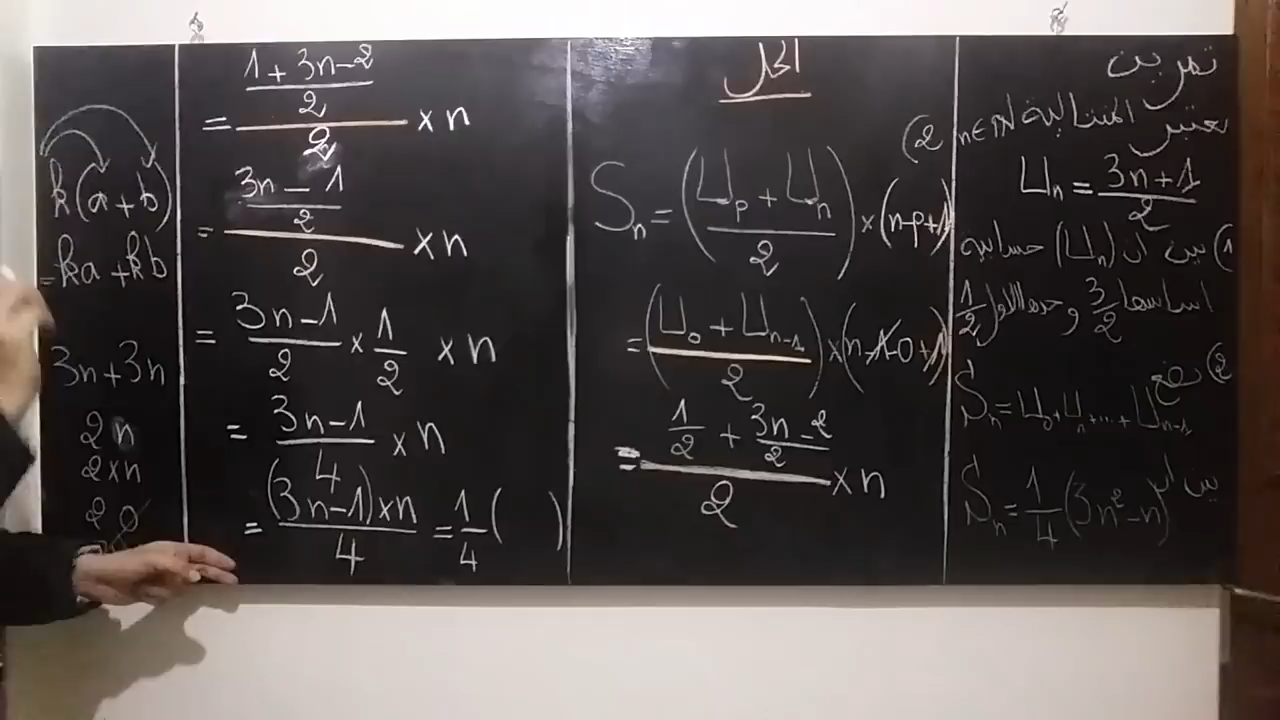 تمرين
نعتبر المتتالية n∈ℕ
Uₙ = (3n+1)/2
1) بين أن (Uₙ) حسابية
أساسها 3/2 وحدها الأول 1/2
2) نضع
Sₙ = U₀ + U₁ + ... + Uₙ₋₁
بين أن Sₙ = 1/4 (3n² - n)
الحل
(2
Sₙ = ((Uₚ + Uₙ)/2) × (n-p+1)
= ((U₀ + Uₙ₋₁)/2) × (n-1-0+1)
= (1/2 + (3n-2)/2)/2 × n
= ((1+3n-2)/2)/2 × n
= ((3n-1)/2)/2 × n
= (3n-1)/2 × 1/2 × n
= (3n-1)/4 × n
= ((3n-1)×n)/4 = 1/4 ( )
k(a+b)
= ka + kb
3n + 3n
2n
2×n